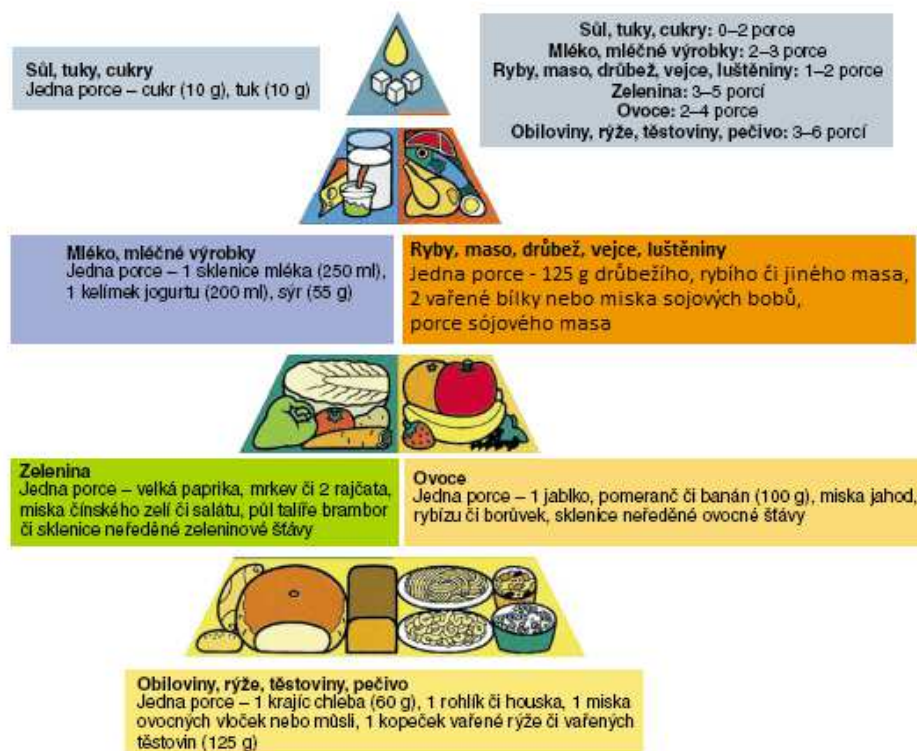 Sůl, tuky, cukry
Jedna porce – cukr (10 g), tuk (10 g)
Sůl, tuky, cukry: 0–2 porce
Mléko, mléčné výrobky: 2–3 porce
Ryby, maso, drůbež, vejce, luštěniny: 1–2 porce
Zelenina: 3–5 porcí
Ovoce: 2–4 porce
Obiloviny, rýže, těstoviny, pečivo: 3–6 porcí
Mléko, mléčné výrobky
Jedna porce – 1 sklenice mléka (250 ml),
1 kelímek jogurtu (200 ml), sýr (55 g)
Ryby, maso, drůbež, vejce, luštěniny
Jedna porce - 125 g drůbežího, rybího či jiného masa,
2 vařené bílky nebo miska sojových bobů,
porce sójového masa
Zelenina
Jedna porce – velká paprika, mrkev či 2 rajčata,
miska čínského zelí či salátu, půl talíře brambor
či sklenice neředěné zeleninové šťávy
Ovoce
Jedna porce – 1 jablko, pomeranč či banán (100 g), miska jahod,
rybízu či borůvek, sklenice neředěné ovocné šťávy
Obiloviny, rýže, těstoviny, pečivo
Jedna porce – 1 krajíc chleba (60 g), 1 rohlík či houska, 1 miska
ovocných vloček nebo müsli, 1 kopeček vařené rýže či vařených
těstovin (125 g)